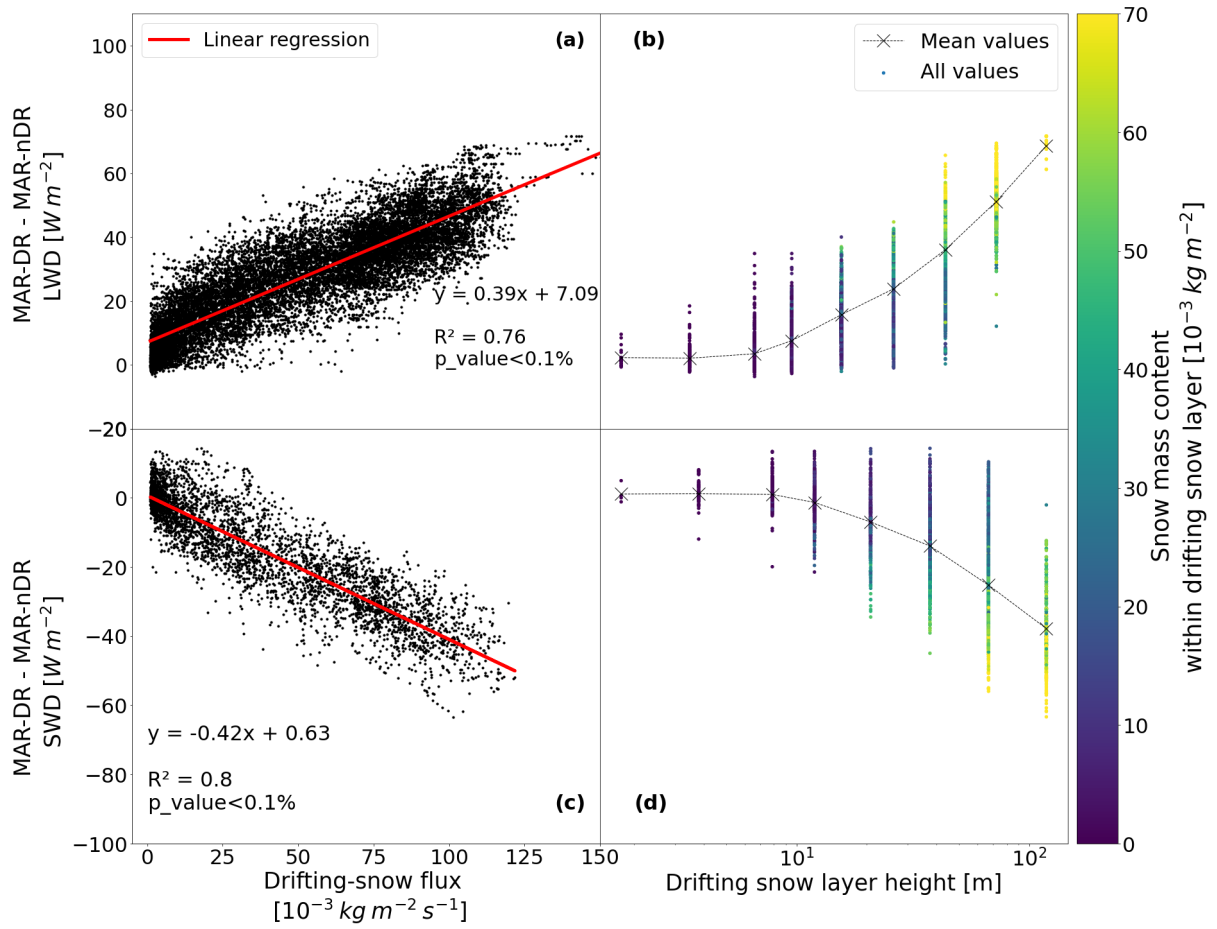 Linear regression
(a)
(b)
Mean values
All values
MAR-DR - MAR-nDR
LWD [W m⁻²]
100
80
60
40
20
0
−20
y = 0.39x + 7.09
R² = 0.76
p_value<0.1%
MAR-DR - MAR-nDR
SWD [W m⁻²]
0
−20
−40
−60
−80
−100
y = -0.42x + 0.63
R² = 0.8
p_value<0.1%
(c)
(d)
0 25 50 75 100 125 150
Drifting-snow flux
[10⁻³ kg m⁻² s⁻¹]
10¹ 10²
Drifting snow layer height [m]
70
60
50
40
30
20
10
0
Snow mass content
within drifting snow layer [10⁻³ kg m⁻²]